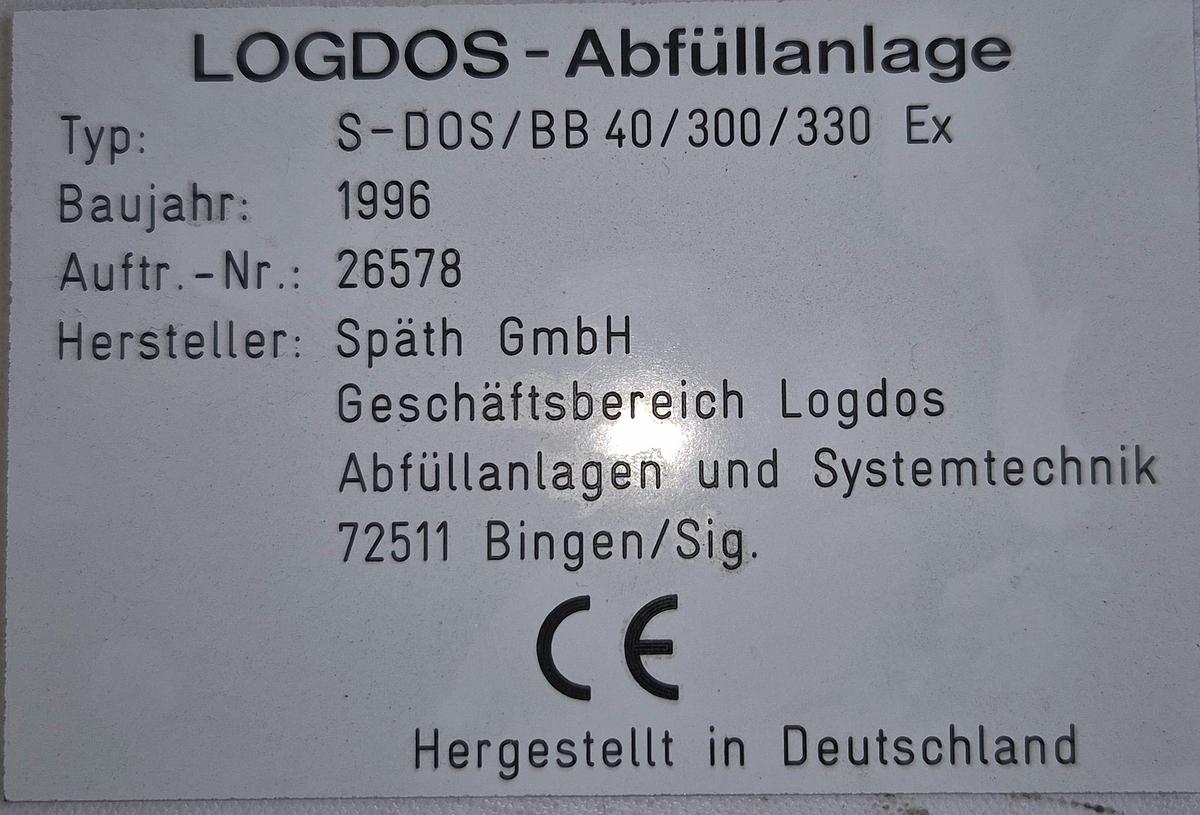 LOGDOS - Abfüllanlage
Typ: S-DOS/BB 40/300/330 Ex
Baujahr: 1996
Auftr.-Nr.: 26578
Hersteller: Späth GmbH
Geschäftsbereich Logdos
Abfüllanlagen und Systemtechnik
72511 Bingen/Sig.
CE
Hergestellt in Deutschland